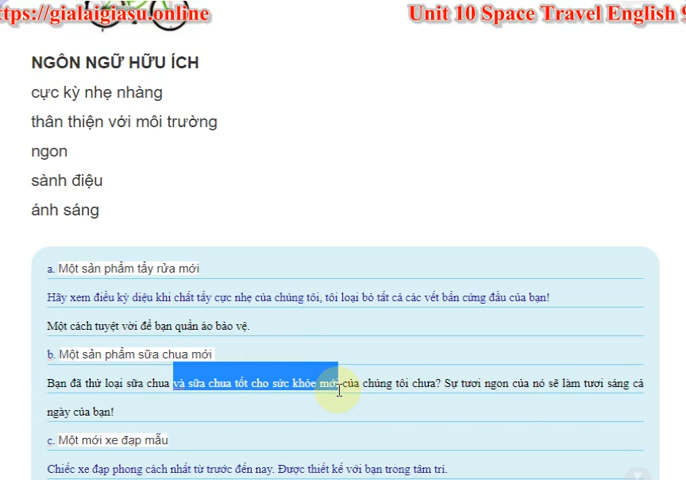 ttps://gialaigiasu.online
Unit 10 Space Travel English 9
NGÔN NGỮ HỮU ÍCH
cực kỳ nhẹ nhàng
thân thiện với môi trường
ngon
sành điệu
ánh sáng
a. Một sản phẩm tẩy rửa mới
Hãy xem điều kỳ diệu khi chất tẩy cực nhẹ của chúng tôi, tôi loại bỏ tất cả các vết bẩn cứng đầu của bạn!
Một cách tuyệt vời để bạn quần áo bảo vệ.
b. Một sản phẩm sữa chua mới
Bạn đã thử loại sữa chua và sữa chua tốt cho sức khỏe mới của chúng tôi chưa? Sự tươi ngon của nó sẽ làm tươi sáng cả
ngày của bạn!
c. Một mới xe đạp mẫu
Chiếc xe đạp phong cách nhất từ trước đến nay. Được thiết kế với bạn trong tâm trí.